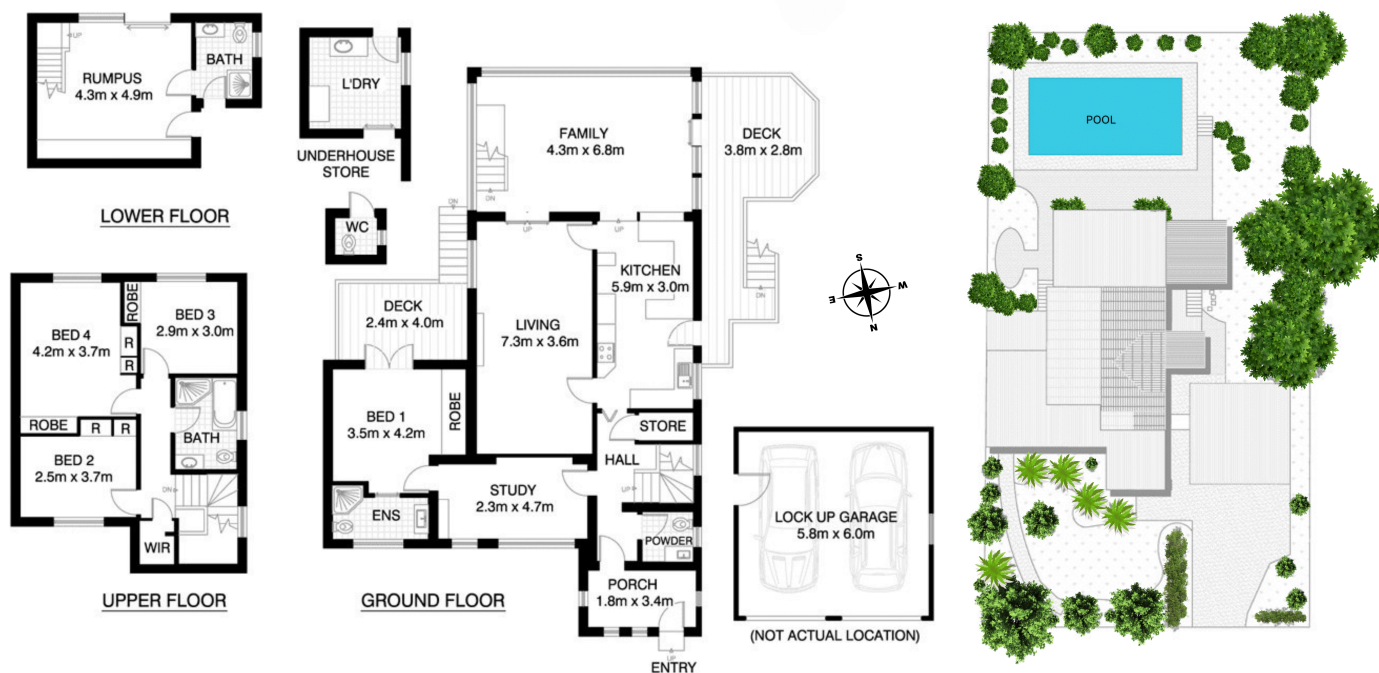 UP
RUMPUS
4.3m x 4.9m
BATH
LOWER FLOOR
L'DRY
UNDERHOUSE
STORE
WC
ROBE
BED 4
4.2m x 3.7m
BED 3
2.9m x 3.0m
R
R
ROBE
R
R
BATH
BED 2
2.5m x 3.7m
DN
WIR
UPPER FLOOR
FAMILY
4.3m x 6.8m
DN
DECK
3.8m x 2.8m
DN
UP
UP
KITCHEN
5.9m x 3.0m
DN
DECK
2.4m x 4.0m
LIVING
7.3m x 3.6m
BED 1
3.5m x 4.2m
ROBE
STORE
HALL
UP
STUDY
2.3m x 4.7m
ENS
POWDER
PORCH
1.8m x 3.4m
UP
ENTRY
GROUND FLOOR
S
W
E
N
LOCK UP GARAGE
5.8m x 6.0m
(NOT ACTUAL LOCATION)
POOL